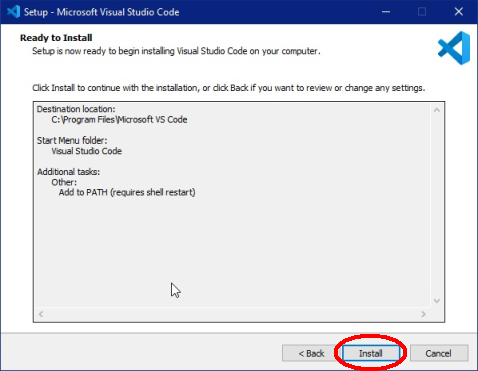 Setup - Microsoft Visual Studio Code
Ready to Install
Setup is now ready to begin installing Visual Studio Code on your computer.
Click Install to continue with the installation, or click Back if you want to review or change any settings.
Destination location:
C:\Program Files\Microsoft VS Code
Start Menu folder:
Visual Studio Code
Additional tasks:
Other:
Add to PATH (requires shell restart)
< Back Install Cancel